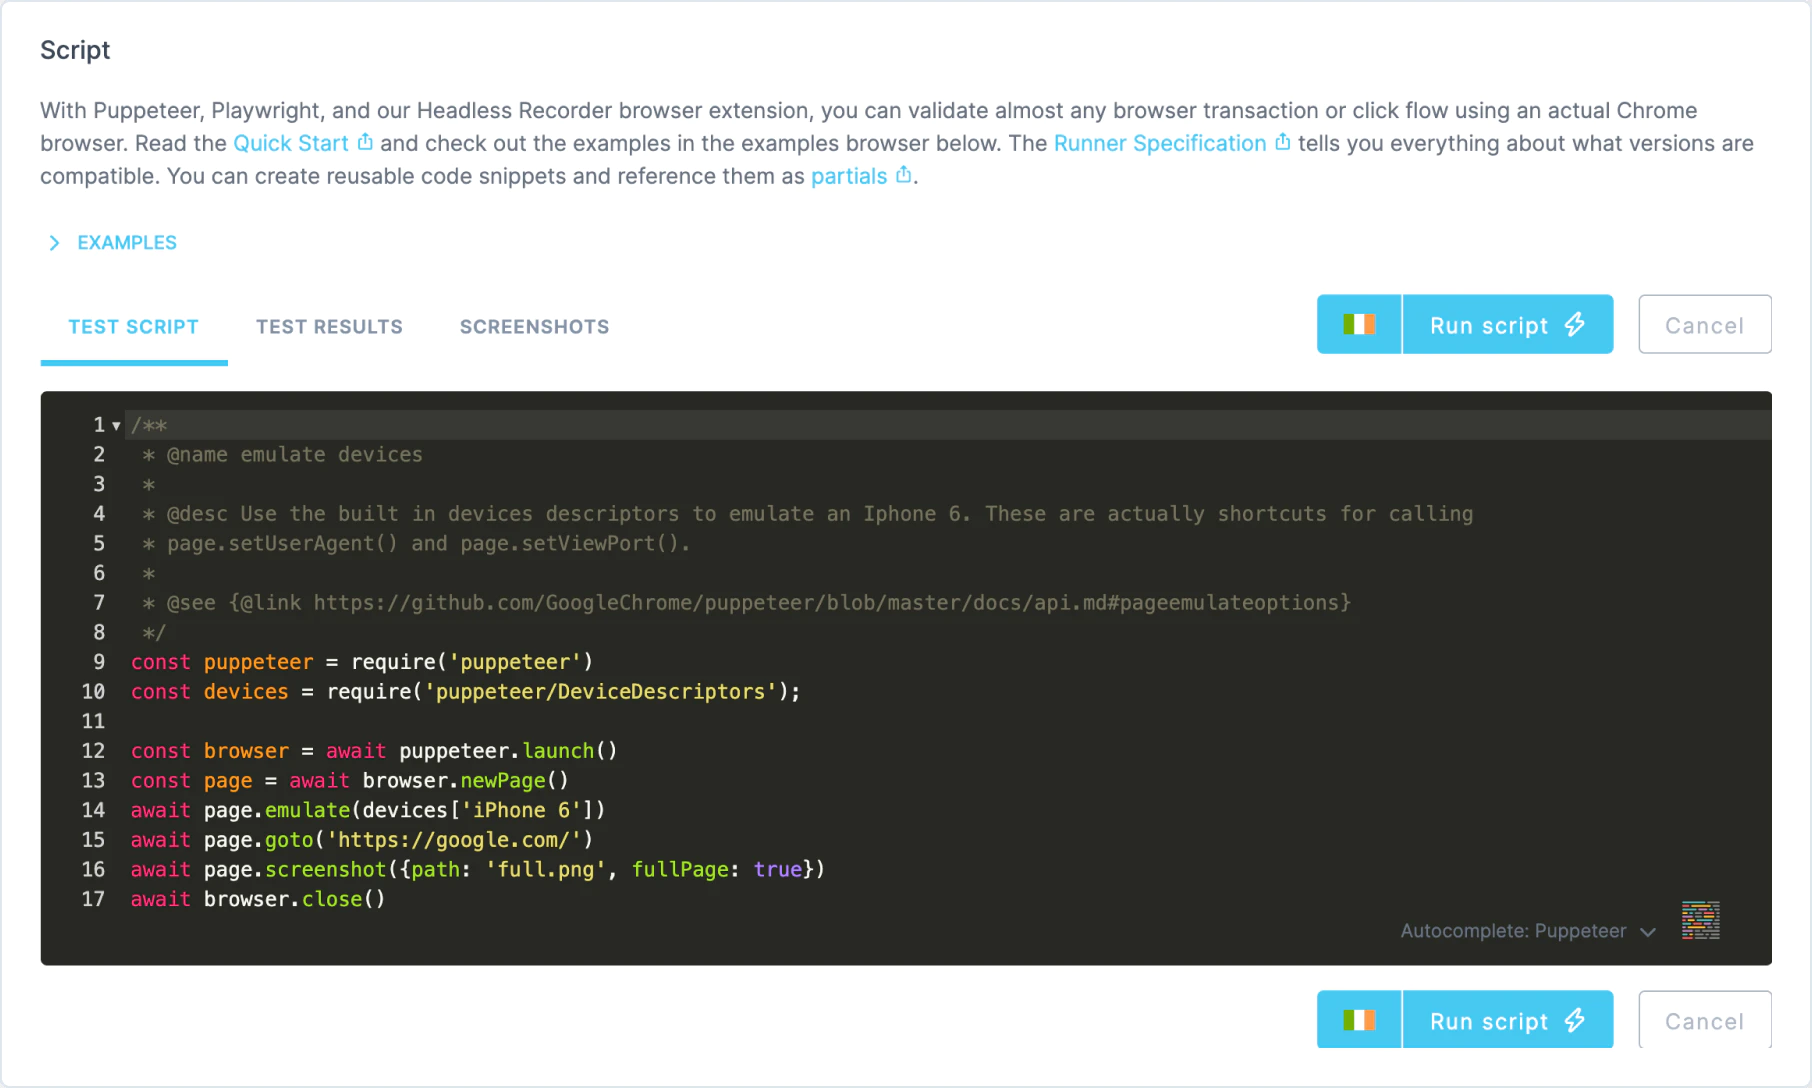 Script
With Puppeteer, Playwright, and our Headless Recorder browser extension, you can validate almost any browser transaction or click flow using an actual Chrome
browser. Read the Quick Start and check out the examples in the examples browser below. The Runner Specification tells you everything about what versions are
compatible. You can create reusable code snippets and reference them as partials.
EXAMPLES
TEST SCRIPT TEST RESULTS SCREENSHOTS Run script Cancel
1 /**
2 * @name emulate devices
3 *
4 * @desc Use the built in devices descriptors to emulate an Iphone 6. These are actually shortcuts for calling
5 * page.setUserAgent() and page.setViewPort().
6 *
7 * @see {@link https://github.com/GoogleChrome/puppeteer/blob/master/docs/api.md#pageemulateoptions}
8 */
9 const puppeteer = require('puppeteer')
10 const devices = require('puppeteer/DeviceDescriptors');
11
12 const browser = await puppeteer.launch()
13 const page = await browser.newPage()
14 await page.emulate(devices['iPhone 6'])
15 await page.goto('https://google.com/')
16 await page.screenshot({path: 'full.png', fullPage: true})
17 await browser.close()
Autocomplete: Puppeteer
Run script Cancel